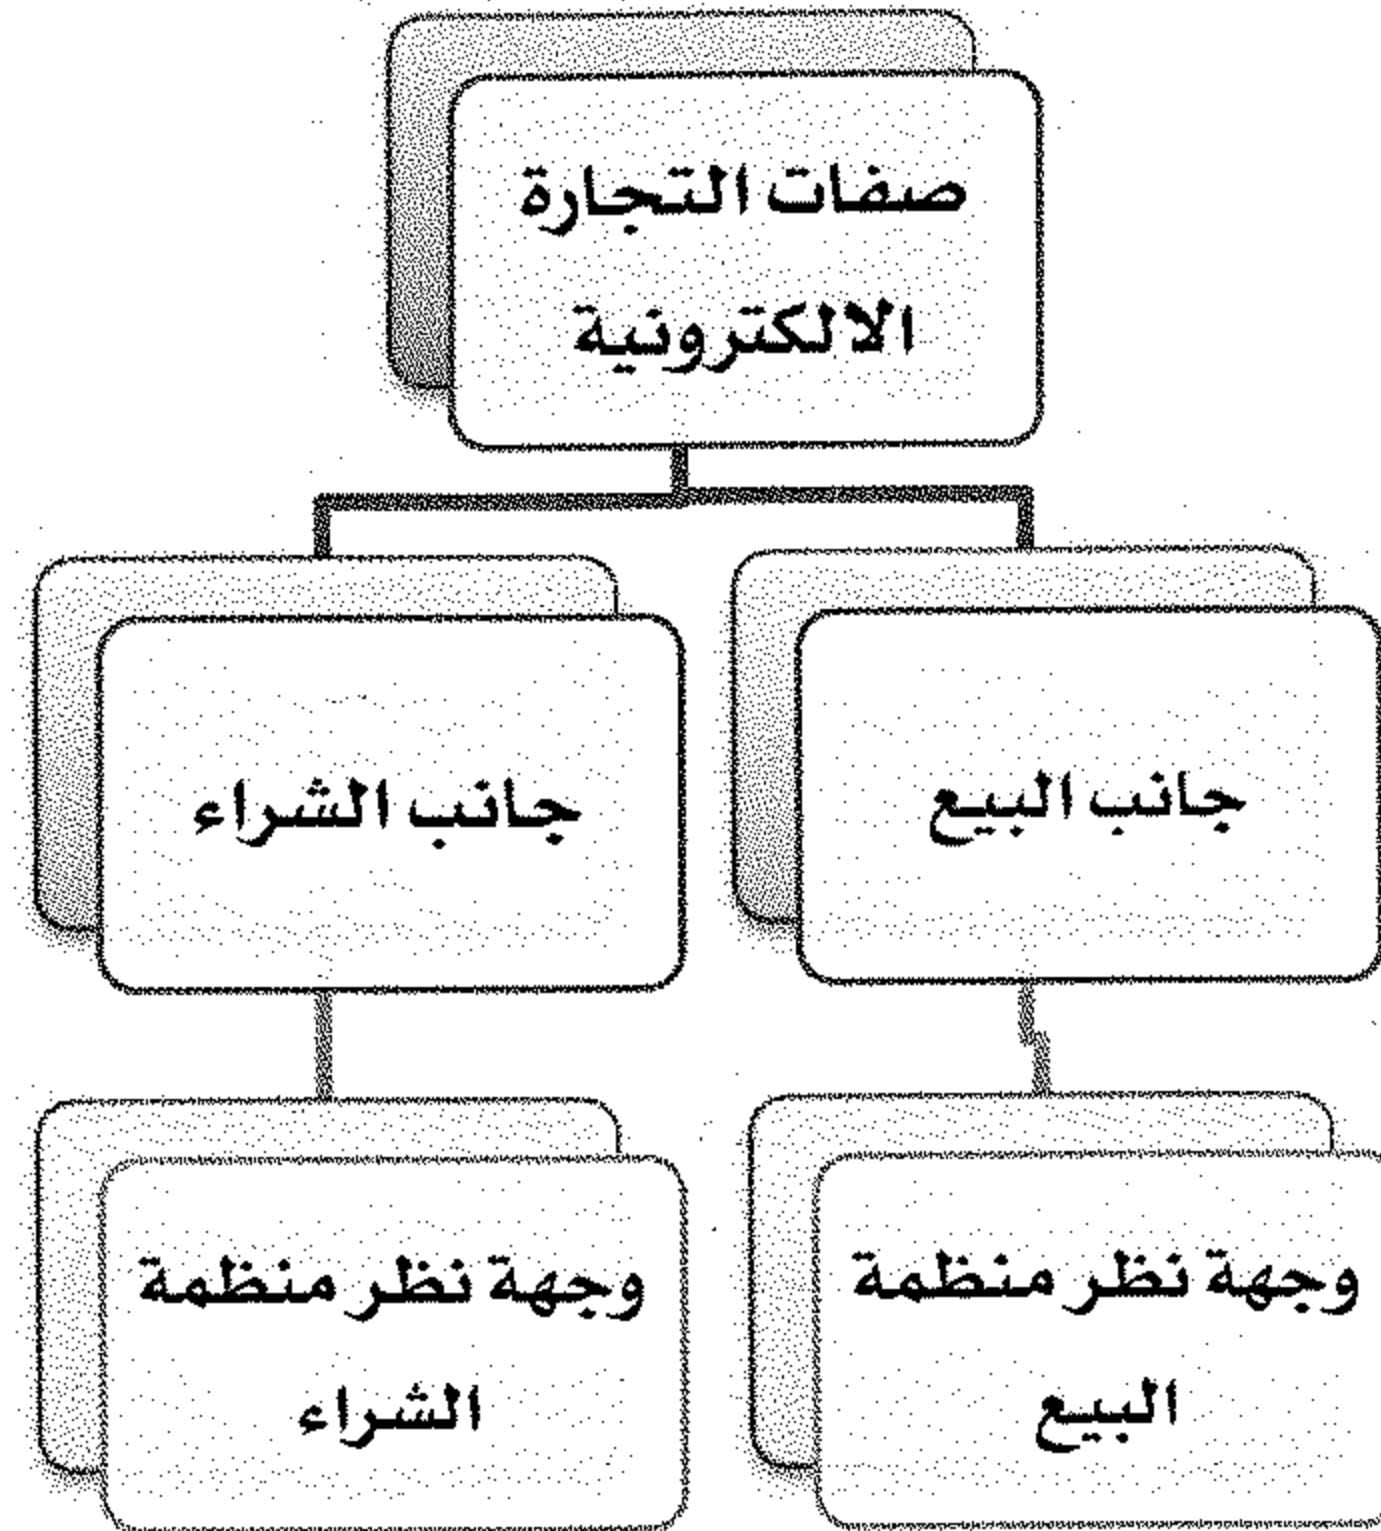 صفات التجارة
الالكترونية
جانب البيع
جانب الشراء
وجهة نظر منظمة
البيع
وجهة نظر منظمة
الشراء